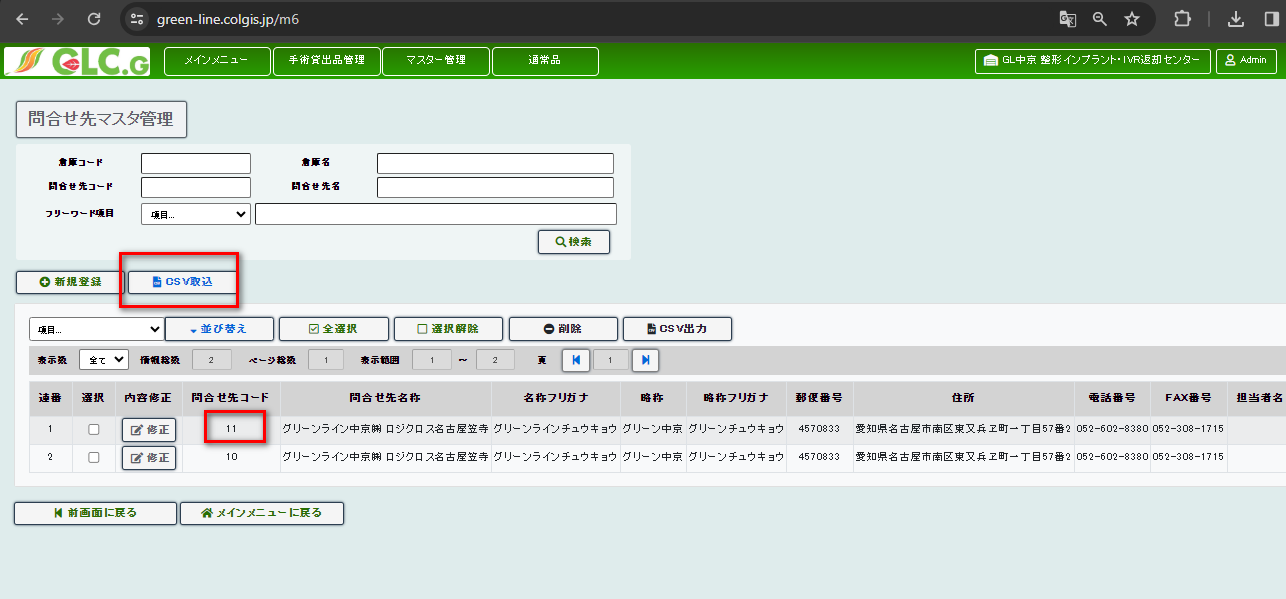 green-line.colgis.jp/m6
GLC.G メインメニュー 手術貸出品管理 マスター管理 通常品 GL中京 整形インプラント・IVR返却センター Admin
問合せ先マスタ管理
倉庫コード 倉庫名
問合せ先コード 問合せ先名
フリーワード項目 項目...
検索
新規登録 CSV取込
項目... 並び替え 全選択 選択解除 削除 CSV出力
表示数 全て 情報総数 2 ページ総数 1 表示範囲 1 ~ 2 頁 1
連番 選択 内容修正 問合せ先コード 問合せ先名称 名称フリガナ 略称 略称フリガナ 郵便番号 住所 電話番号 FAX番号 担当者名
1 修正 11 グリーンライン中京㈱ ロジクロス名古屋笠寺 グリーンラインチュウキョウ グリーン中京 グリーンチュウキョウ 4570833 愛知県名古屋市南区東又兵ヱ町一丁目57番2 052-602-8380 052-308-1715
2 修正 10 グリーンライン中京㈱ ロジクロス名古屋笠寺 グリーンラインチュウキョウ グリーン中京 グリーンチュウキョウ 4570833 愛知県名古屋市南区東又兵ヱ町一丁目57番2 052-602-8380 052-308-1715
前画面に戻る メインメニューに戻る